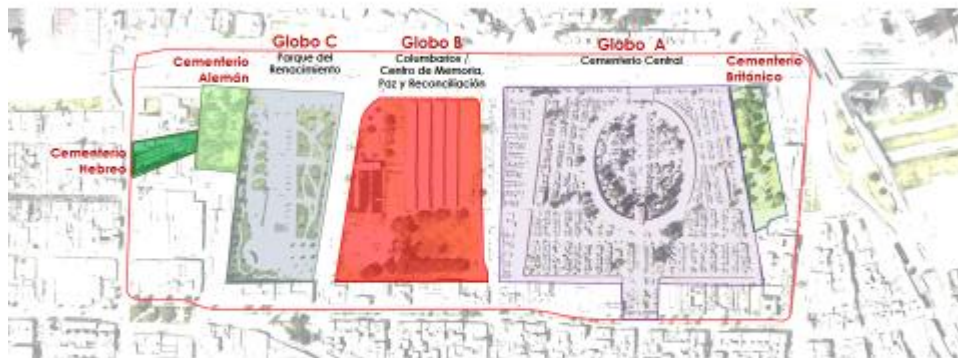 Globo C
Parque del
Renacimiento
Globo B
Columbarios /
Centro de Memoria,
Paz y Reconciliación
Globo A
Cementerio Central
Cementerio
Británico
Cementerio
Alemán
Cementerio
- Hebreo